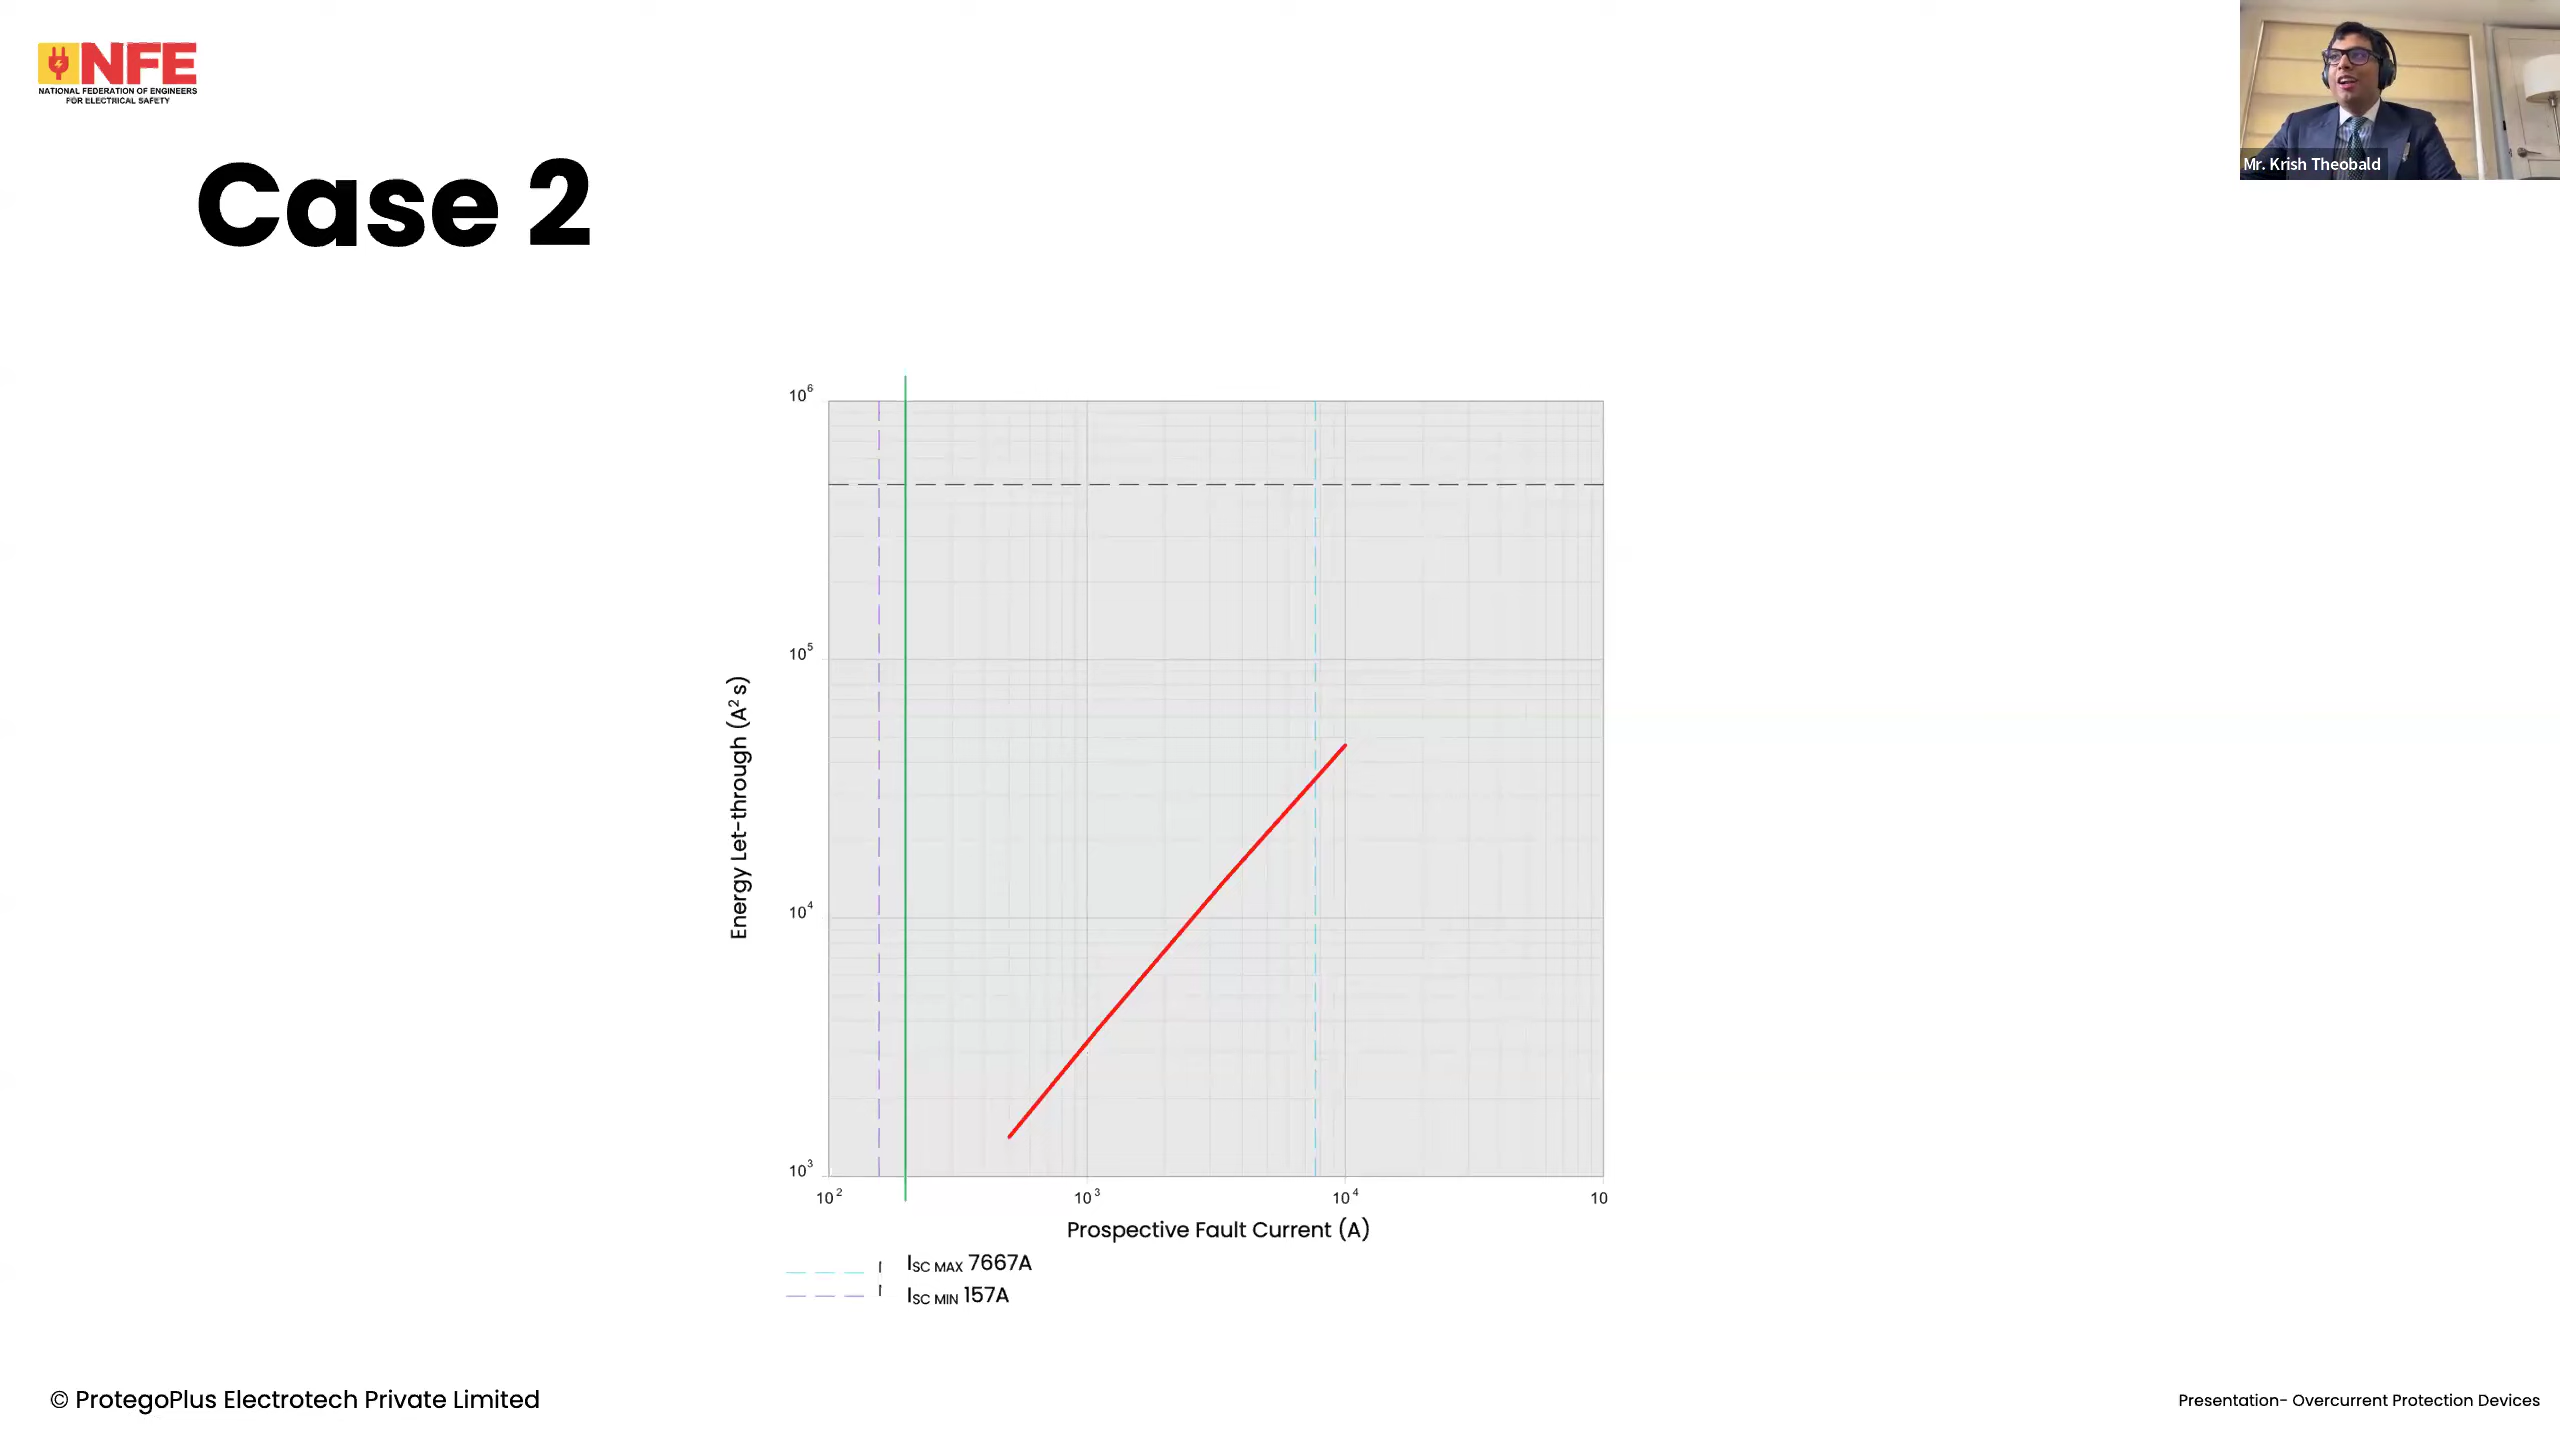 NFE
NATIONAL FEDERATION OF ENGINEERS
FOR ELECTRICAL SAFETY
Mr. Krish Theobald
Case 2
10⁶
10⁵
10⁴
10³
Energy Let-through (A² s)
10² 10³ 10⁴ 10
Prospective Fault Current (A)
I SC MAX 7667A
I SC MIN 157A
© ProtegoPlus Electrotech Private Limited
Presentation- Overcurrent Protection Devices